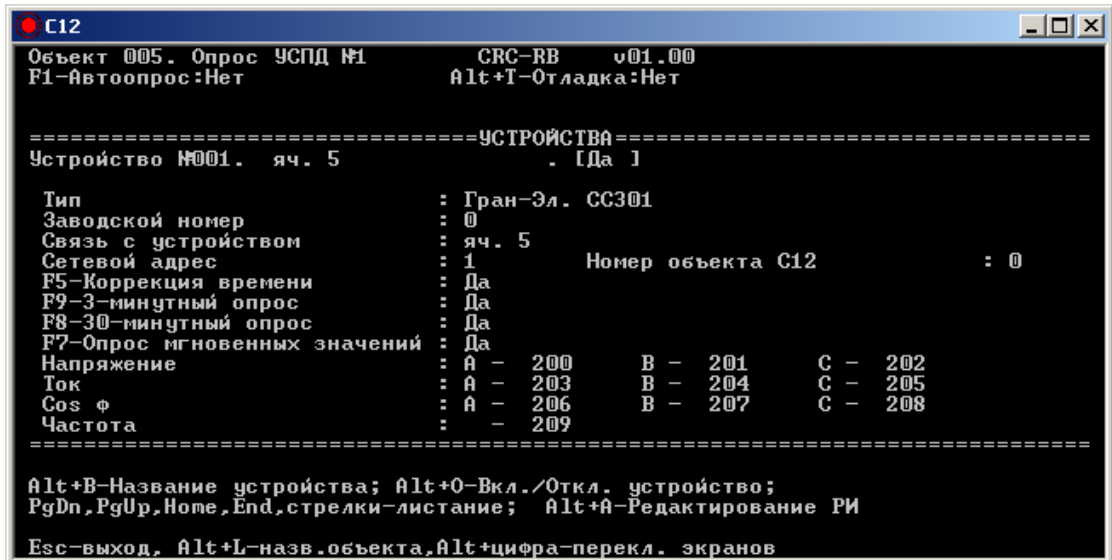 C12
Объект 005. Опрос УСПД №1 CRC-RB v01.00
F1-Автоопрос:Нет Alt+T-Отладка:Нет
==================================УСТРОЙСТВА===================================
Устройство №001. яч. 5 . [Да ]
Тип : Гран-Эл. СС301
Заводской номер : 0
Связь с устройством : яч. 5
Сетевой адрес : 1 Номер объекта С12 : 0
F5-Коррекция времени : Да
F9-3-минутный опрос : Да
F8-30-минутный опрос : Да
F7-Опрос мгновенных значений : Да
Напряжение : A - 200 B - 201 C - 202
Ток : A - 203 B - 204 C - 205
Cos φ : A - 206 B - 207 C - 208
Частота : - 209
===============================================================================
Alt+B-Название устройства; Alt+O-Вкл./Откл. устройство;
PgDn,PgUp,Home,End,стрелки-листание; Alt+A-Редактирование РИ
Esc-выход, Alt+L-назв.объекта,Alt+цифра-перекл. экранов